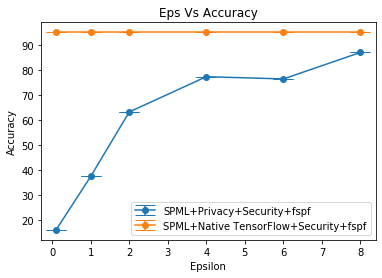 Eps Vs Accuracy
Accuracy
90
80
70
60
50
40
30
20
SPML+Privacy+Security+fspf
SPML+Native TensorFlow+Security+fspf
0 1 2 3 4 5 6 7 8
Epsilon